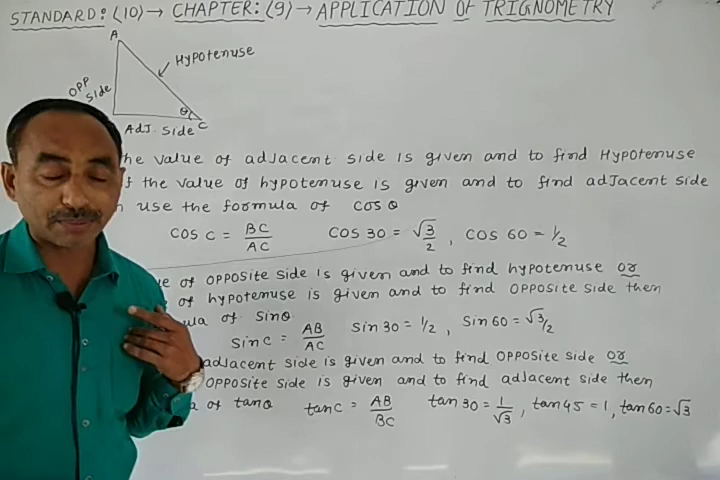 STANDARD: (10) → CHAPTER: (9) → APPLICATION OF TRIGNOMETRY
A
Hypotenuse
OPP side
θ
Adj. side C
he value of adjacent side is given and to find Hypotenuse
f the value of hypotenuse is given and to find adjacent side
n use the formula of cos θ
cos C = BC/AC cos 30 = √3/2, cos 60 = 1/2
ue of opposite side is given and to find hypotenuse or
of hypotenuse is given and to find opposite side then
ula of sin θ
sin C = AB/AC sin 30 = 1/2, sin 60 = √3/2
adjacent side is given and to find opposite side or
opposite side is given and to find adjacent side then
a of tan θ tan C = AB/BC tan 30 = 1/√3, tan 45 = 1, tan 60 = √3